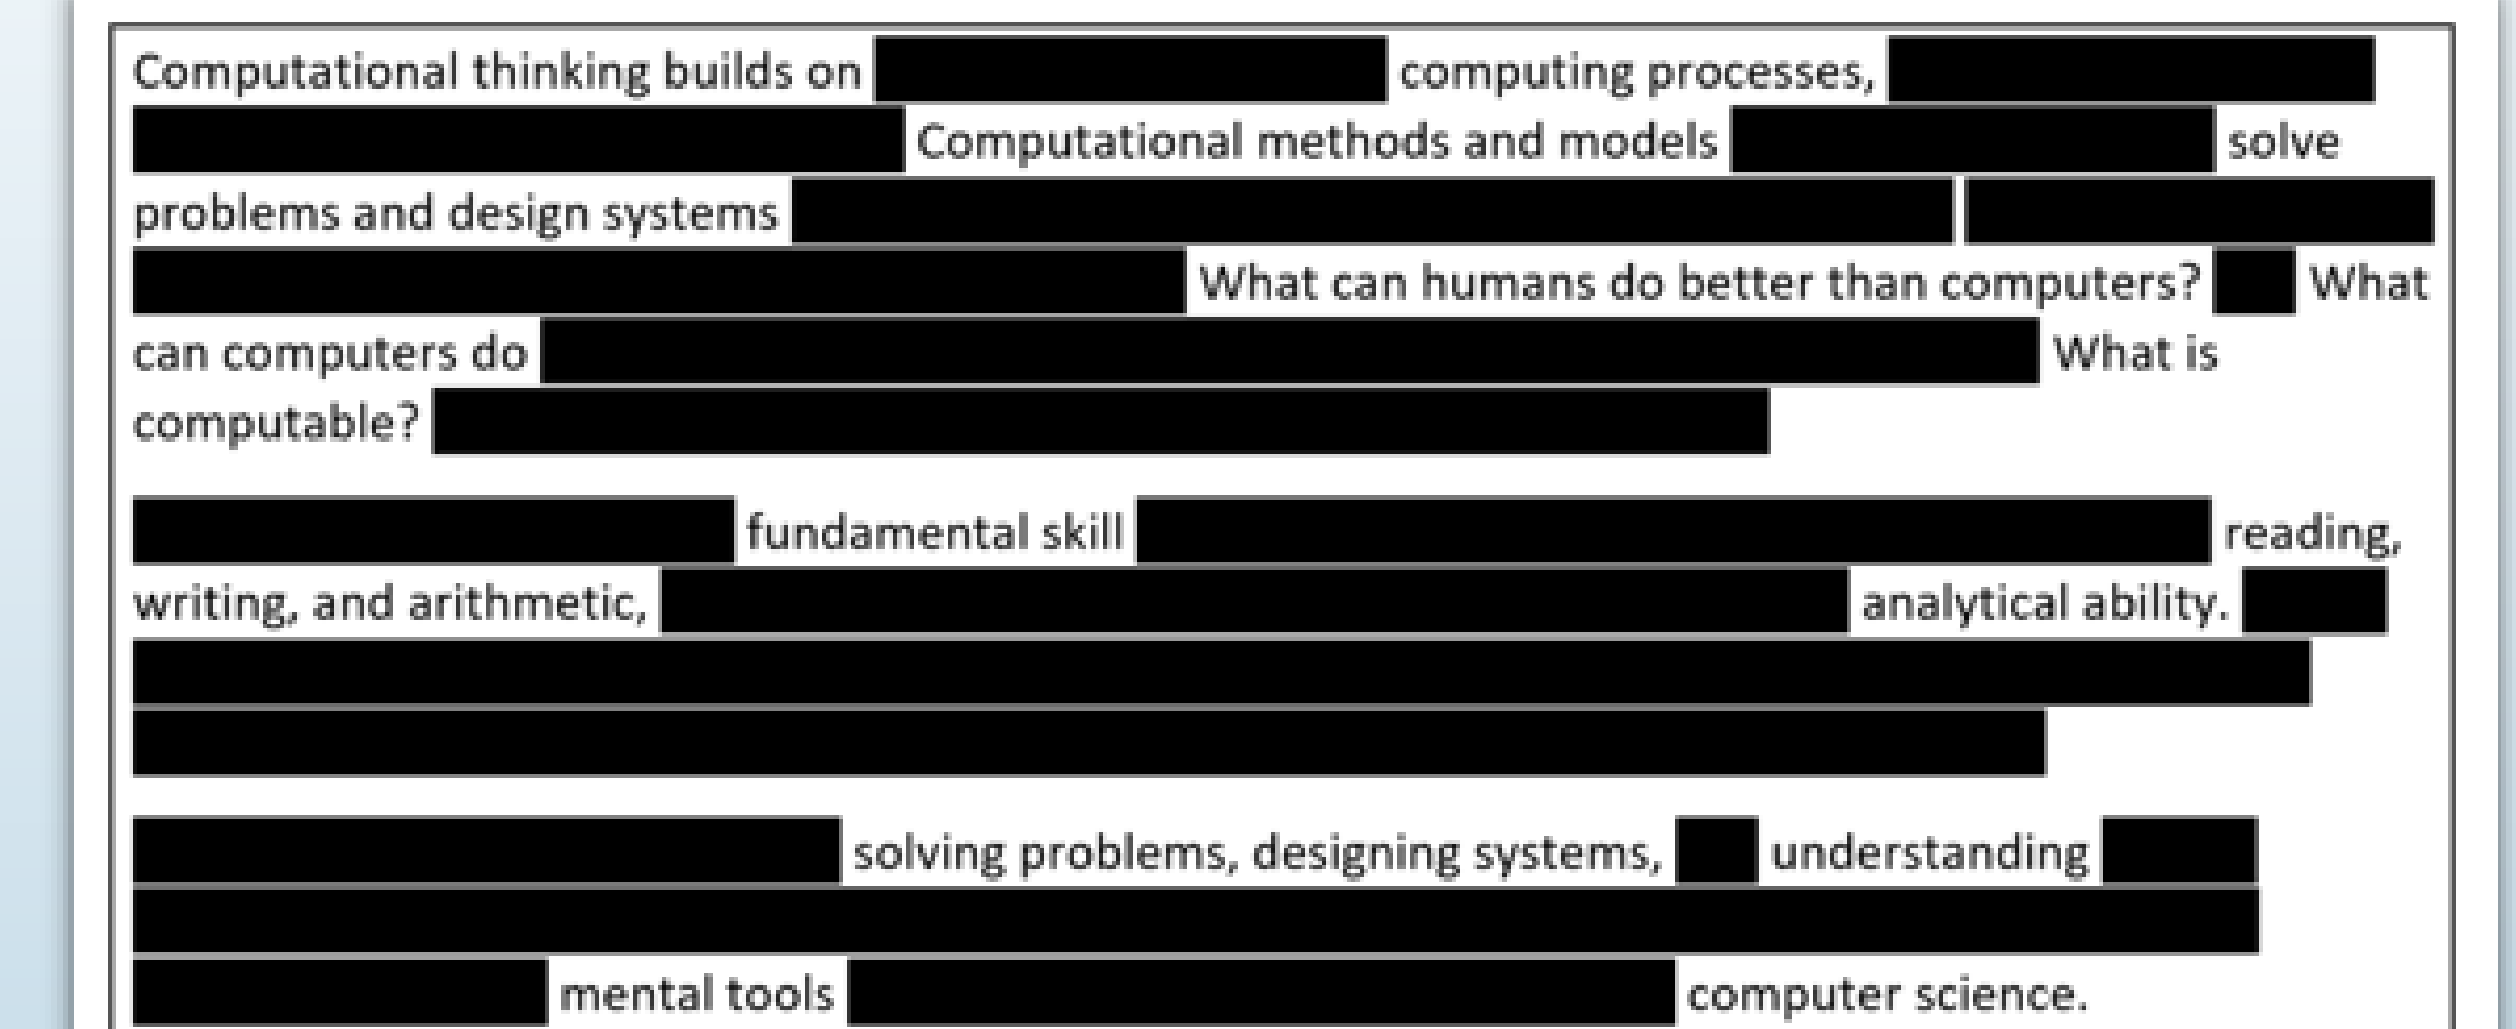 Computational thinking builds on computing processes,
Computational methods and models solve
problems and design systems
What can humans do better than computers? What
can computers do What is
computable?
fundamental skill reading,
writing, and arithmetic, analytical ability.
solving problems, designing systems, understanding
mental tools computer science.